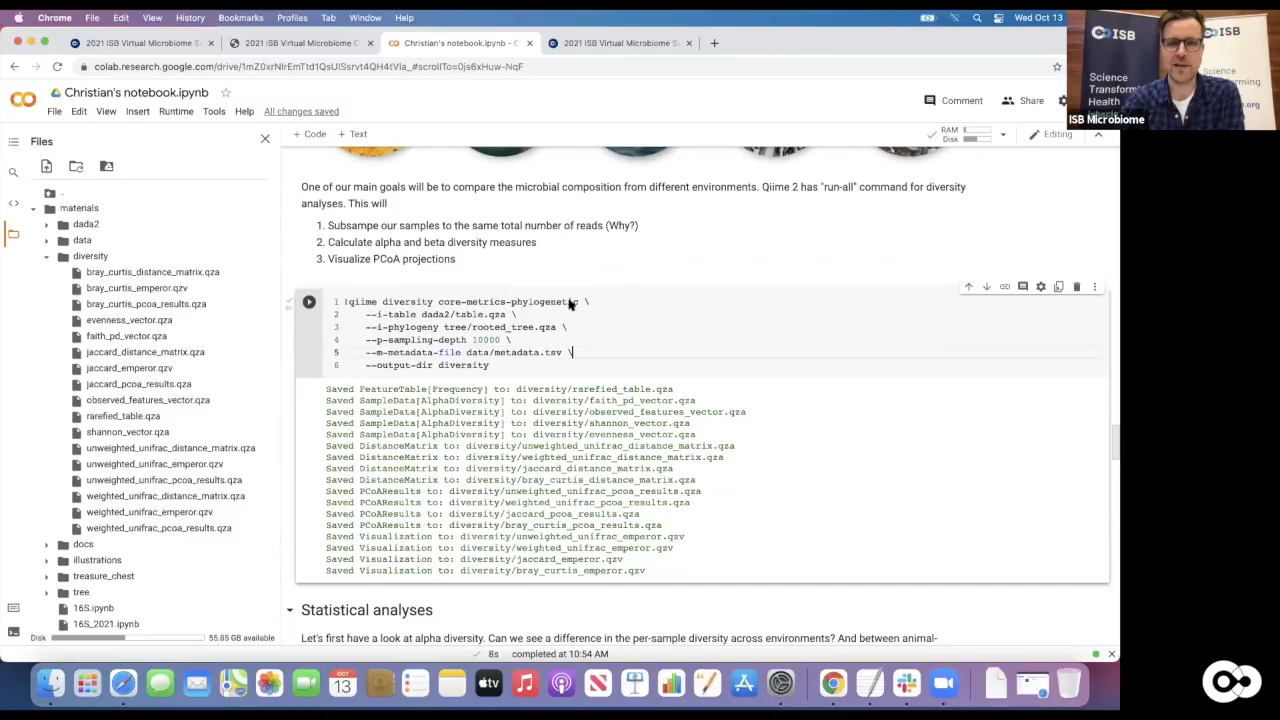 Chrome File Edit View History Bookmarks Profiles Tab Window Help Wed Oct 13
2021 ISB Virtual Microbiome S
2021 ISB Virtual Microbiome C
Christian's notebook.ipynb - C
2021 ISB Virtual Microbiome S
colab.research.google.com/drive/1mZ0xrNlrEmTtd1QsUISsrvt4QH4tVla_#scrollTo=0js6xHuw-NqF
Christian's notebook.ipynb
File Edit View Insert Runtime Tools Help All changes saved
Comment Share
ISB
Science
Transforming
Health
ISB
ISB Microbiome
Files
+ Code + Text
RAM
Disk
Editing
..
materials
dada2
data
diversity
bray_curtis_distance_matrix.qza
bray_curtis_emperor.qzv
bray_curtis_pcoa_results.qza
evenness_vector.qza
faith_pd_vector.qza
jaccard_distance_matrix.qza
jaccard_emperor.qzv
jaccard_pcoa_results.qza
observed_features_vector.qza
rarefied_table.qza
shannon_vector.qza
unweighted_unifrac_distance_matrix.qza
unweighted_unifrac_emperor.qzv
unweighted_unifrac_pcoa_results.qza
weighted_unifrac_distance_matrix.qza
weighted_unifrac_emperor.qzv
weighted_unifrac_pcoa_results.qza
docs
illustrations
treasure_chest
tree
16S.ipynb
16S_2021.ipynb
Disk 55.85 GB available
One of our main goals will be to compare the microbial composition from different environments. Qiime 2 has "run-all" command for diversity
analyses. This will
1. Subsampe our samples to the same total number of reads (Why?)
2. Calculate alpha and beta diversity measures
3. Visualize PCoA projections
1 !qiime diversity core-metrics-phylogenetic \
2 --i-table dada2/table.qza \
3 --i-phylogeny tree/rooted_tree.qza \
4 --p-sampling-depth 10000 \
5 --m-metadata-file data/metadata.tsv \
6 --output-dir diversity
Saved FeatureTable[Frequency] to: diversity/rarefied_table.qza
Saved SampleData[AlphaDiversity] to: diversity/faith_pd_vector.qza
Saved SampleData[AlphaDiversity] to: diversity/observed_features_vector.qza
Saved SampleData[AlphaDiversity] to: diversity/shannon_vector.qza
Saved SampleData[AlphaDiversity] to: diversity/evenness_vector.qza
Saved DistanceMatrix to: diversity/unweighted_unifrac_distance_matrix.qza
Saved DistanceMatrix to: diversity/weighted_unifrac_distance_matrix.qza
Saved DistanceMatrix to: diversity/jaccard_distance_matrix.qza
Saved DistanceMatrix to: diversity/bray_curtis_distance_matrix.qza
Saved PCoAResults to: diversity/unweighted_unifrac_pcoa_results.qza
Saved PCoAResults to: diversity/weighted_unifrac_pcoa_results.qza
Saved PCoAResults to: diversity/jaccard_pcoa_results.qza
Saved PCoAResults to: diversity/bray_curtis_pcoa_results.qza
Saved Visualization to: diversity/unweighted_unifrac_emperor.qzv
Saved Visualization to: diversity/weighted_unifrac_emperor.qzv
Saved Visualization to: diversity/jaccard_emperor.qzv
Saved Visualization to: diversity/bray_curtis_emperor.qzv
Statistical analyses
Let's first have a look at alpha diversity. Can we see a difference in the per-sample diversity across environments? And between animal-
8s completed at 10:54 AM
OCT
13
tv